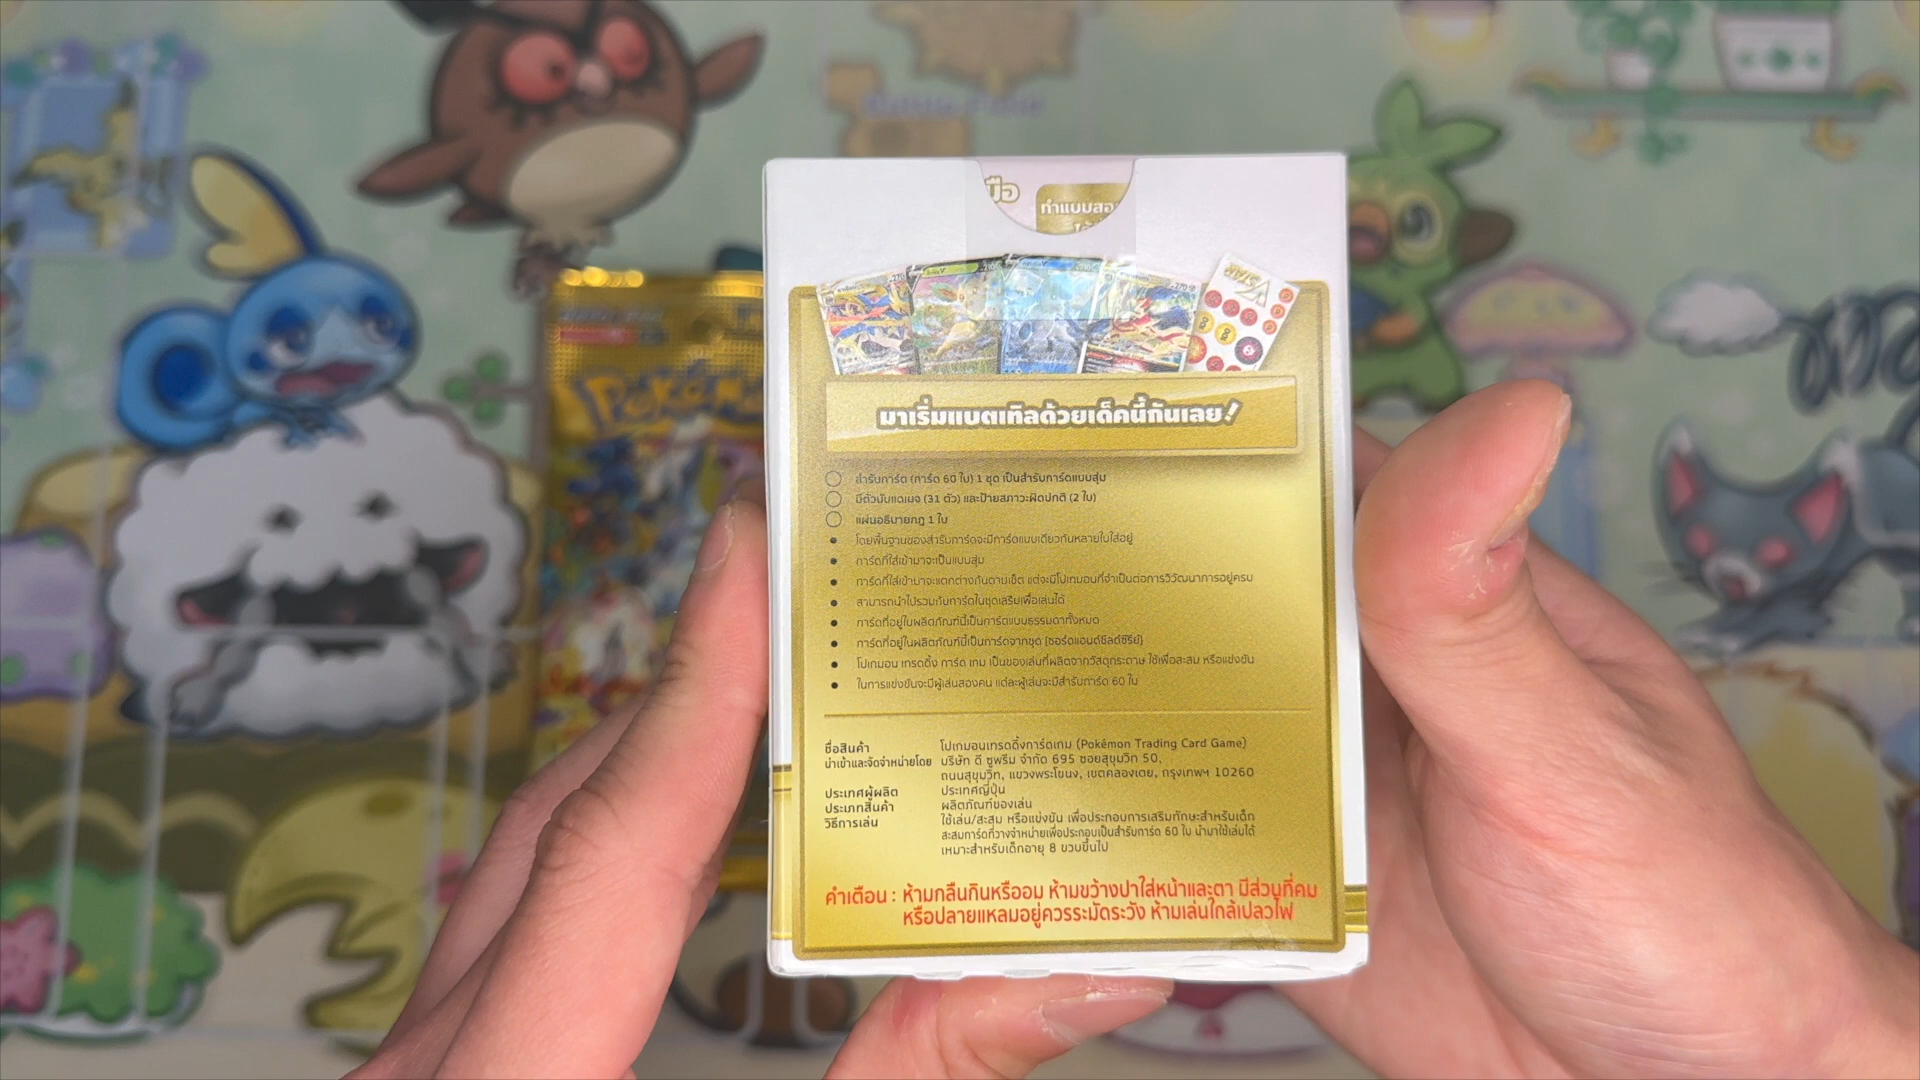 ทำแบบสอ
VSTAR
มาเริ่มแบตเทิลด้วยเด็คนี้กันเลย!
สำรับการ์ด (การ์ด 60 ใบ) 1 ชุด เป็นสำรับการ์ดแบบสุ่ม
มีตัวนับแดเมจ (31 ตัว) และป้ายสภาวะผิดปกติ (2 ใบ)
แผ่นอธิบายกฎ 1 ใบ
• โดยพื้นฐานของสำรับการ์ดจะมีการ์ดแบบเดียวกันหลายใบใส่อยู่
• การ์ดที่ใส่เข้ามาจะเป็นแบบสุ่ม
• การ์ดที่ใส่เข้ามาจะแตกต่างกันตามเซ็ต แต่จะมีโปเกมอนที่จำเป็นต่อการวิวัฒนาการอยู่ครบ
• สามารถนำไปรวมกับการ์ดในชุดเสริมเพื่อเล่นได้
• การ์ดที่อยู่ในผลิตภัณฑ์นี้เป็นการ์ดแบบธรรมดาทั้งหมด
• การ์ดที่อยู่ในผลิตภัณฑ์นี้เป็นการ์ดจากชุด [ซอร์ดแอนด์ชีลด์ซีรีย์]
• โปเกมอน เทรดดิ้ง การ์ด เกม เป็นของเล่นที่ผลิตจากวัสดุกระดาษ ใช้เพื่อสะสม หรือแข่งขัน
• ในการแข่งขันจะมีผู้เล่นสองคน แต่ละผู้เล่นจะมีสำรับการ์ด 60 ใบ
ชื่อสินค้า โปเกมอนเทรดดิ้งการ์ดเกม (Pokémon Trading Card Game)
นำเข้าและจัดจำหน่ายโดย บริษัท ดี ซูพรีม จำกัด 695 ซอยสุขุมวิท 50,
ถนนสุขุมวิท, แขวงพระโขนง, เขตคลองเตย, กรุงเทพฯ 10260
ประเทศผู้ผลิต ประเทศญี่ปุ่น
ประเภทสินค้า ผลิตภัณฑ์ของเล่น
วิธีการเล่น ใช้เล่น/สะสม หรือแข่งขัน เพื่อประกอบการเสริมทักษะสำหรับเด็ก
สะสมการ์ดที่วางจำหน่ายเพื่อประกอบเป็นสำรับการ์ด 60 ใบ นำมาใช้เล่นได้
เหมาะสำหรับเด็กอายุ 8 ขวบขึ้นไป
คำเตือน : ห้ามกลืนกินหรืออม ห้ามขว้างปาใส่หน้าและตา มีส่วนที่คม
หรือปลายแหลมอยู่ควรระมัดระวัง ห้ามเล่นใกล้เปลวไฟ
Pokémon